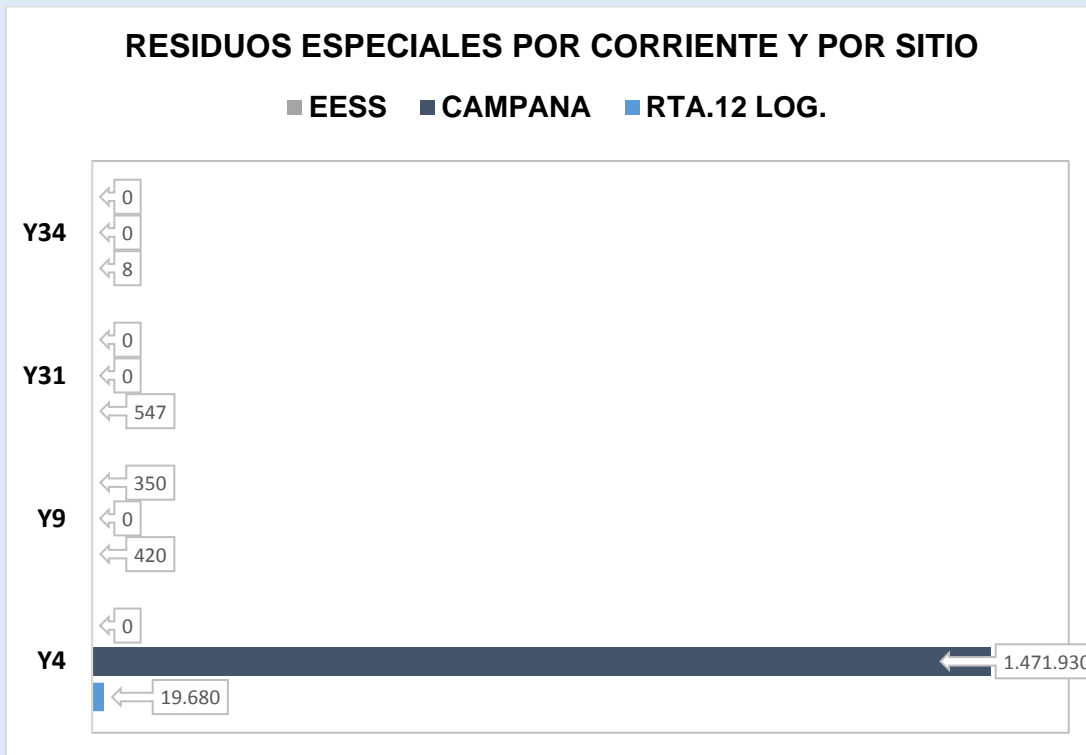 RESIDUOS ESPECIALES POR CORRIENTE Y POR SITIO
EESS CAMPANA RTA.12 LOG.
0
Y34 0
8
0
Y31 0
547
350
Y9 0
420
0
Y4 1.471.930
19.680